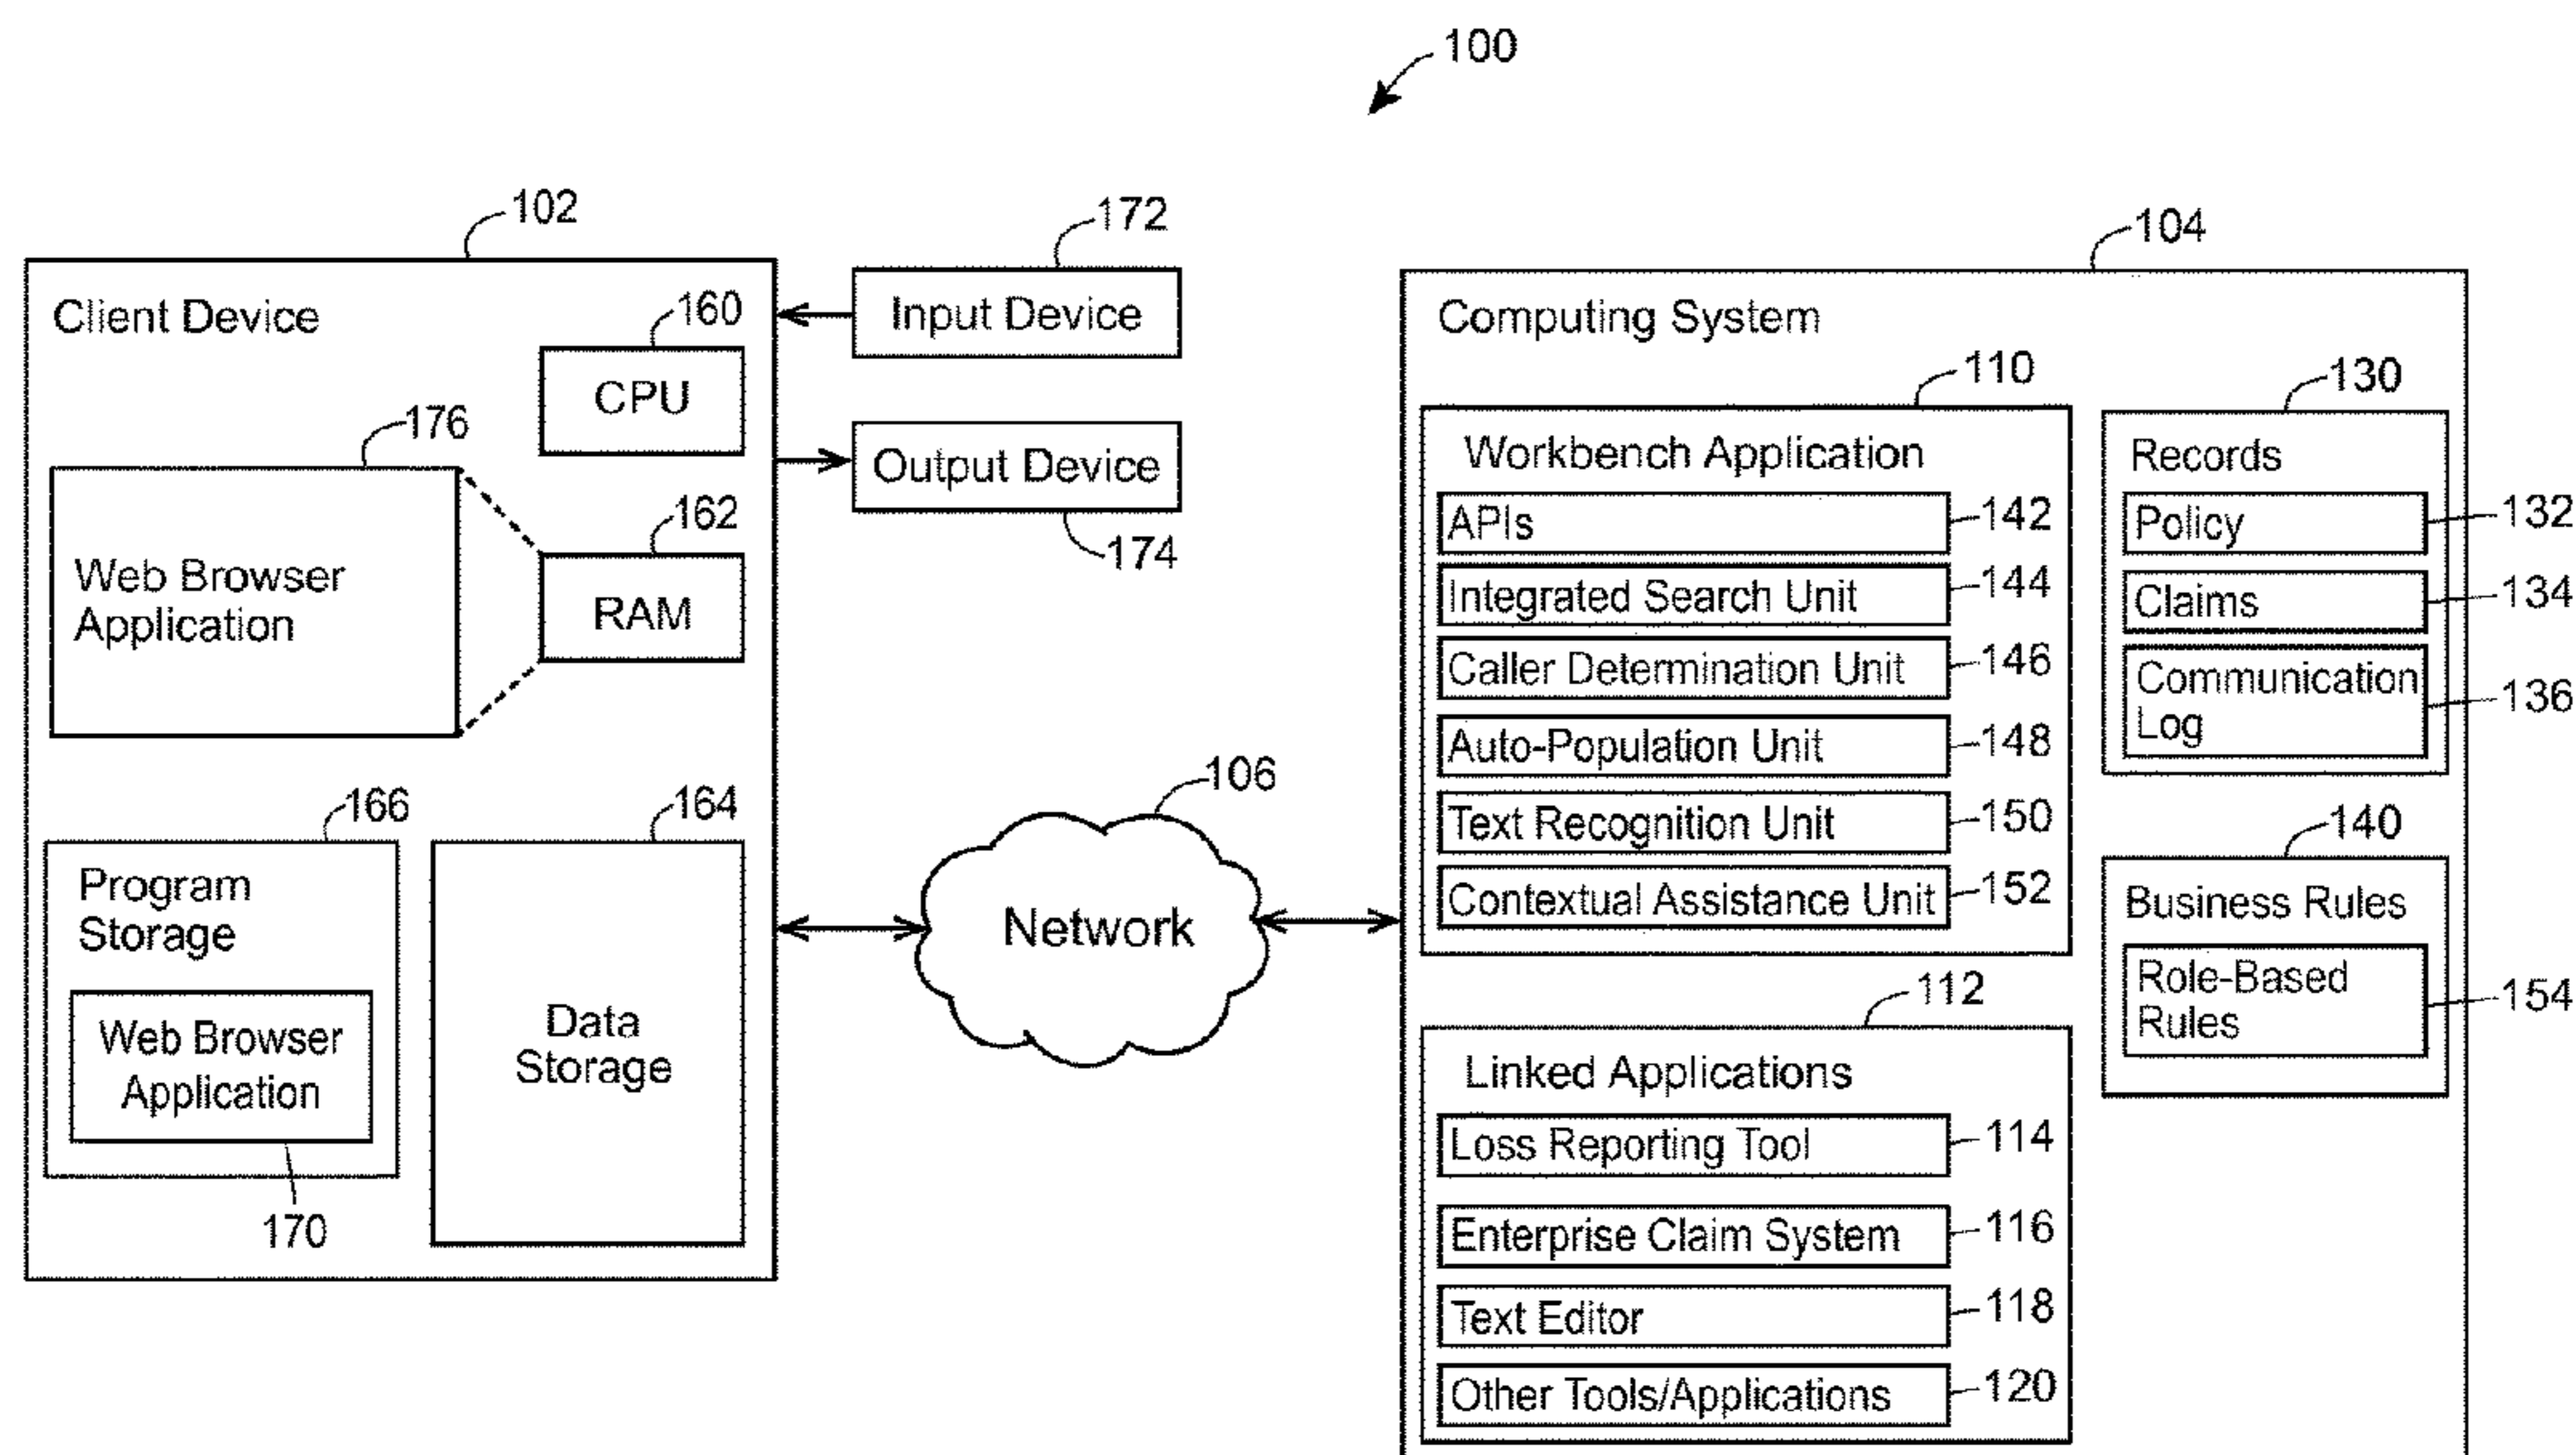 100
102
Client Device
160
CPU
176
Web Browser
Application
162
RAM
166
Program
Storage
Web Browser
Application
170
164
Data
Storage
172
Input Device
Output Device
174
106
Network
104
Computing System
110
Workbench Application
APIs
142
Integrated Search Unit
144
Caller Determination Unit
146
Auto-Population Unit
148
Text Recognition Unit
150
Contextual Assistance Unit
152
112
Linked Applications
Loss Reporting Tool
114
Enterprise Claim System
116
Text Editor
118
Other Tools/Applications
120
130
Records
Policy
132
Claims
134
Communication
Log
136
140
Business Rules
Role-Based
Rules
154